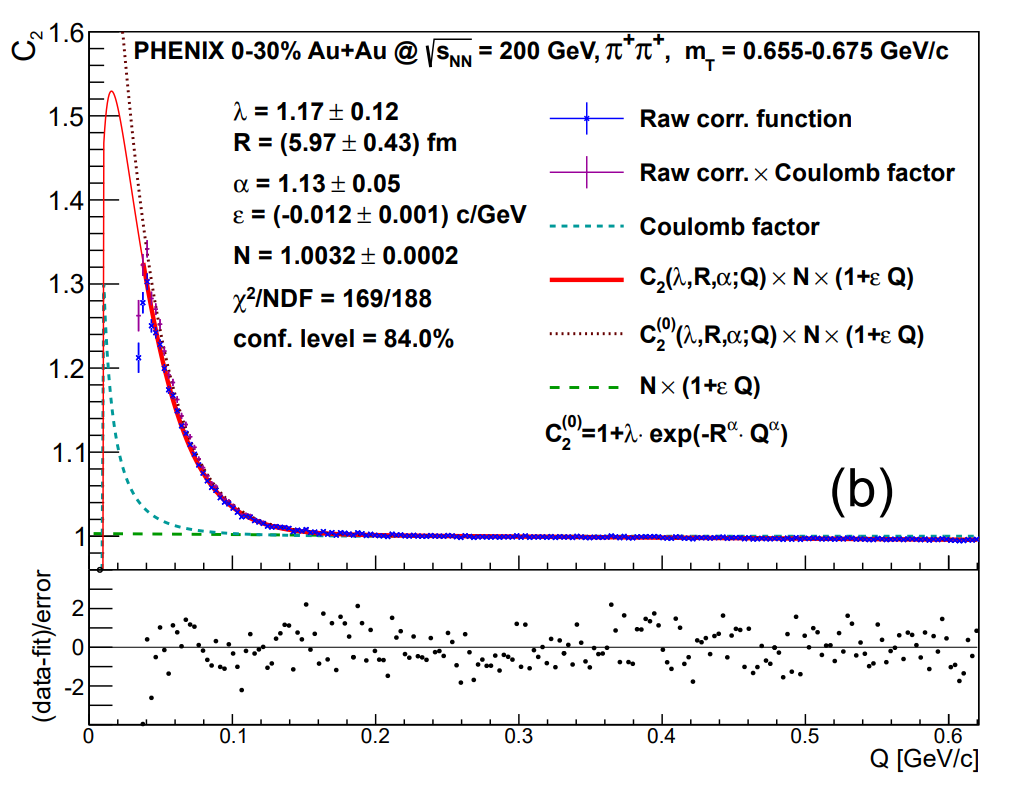 C₂
1.6
1.5
1.4
1.3
1.2
1.1
1
PHENIX 0-30% Au+Au @ √s_NN = 200 GeV, π⁺π⁺, m_T = 0.655-0.675 GeV/c
λ = 1.17 ± 0.12
R = (5.97 ± 0.43) fm
α = 1.13 ± 0.05
ε = (-0.012 ± 0.001) c/GeV
N = 1.0032 ± 0.0002
χ²/NDF = 169/188
conf. level = 84.0%
Raw corr. function
Raw corr. × Coulomb factor
Coulomb factor
C₂(λ,R,α;Q) × N × (1+ε Q)
C₂⁽⁰⁾(λ,R,α;Q) × N × (1+ε Q)
N × (1+ε Q)
C₂⁽⁰⁾=1+λ· exp(-R^α· Q^α)
(b)
(data-fit)/error
2
0
-2
0 0.1 0.2 0.3 0.4 0.5 0.6
Q [GeV/c]